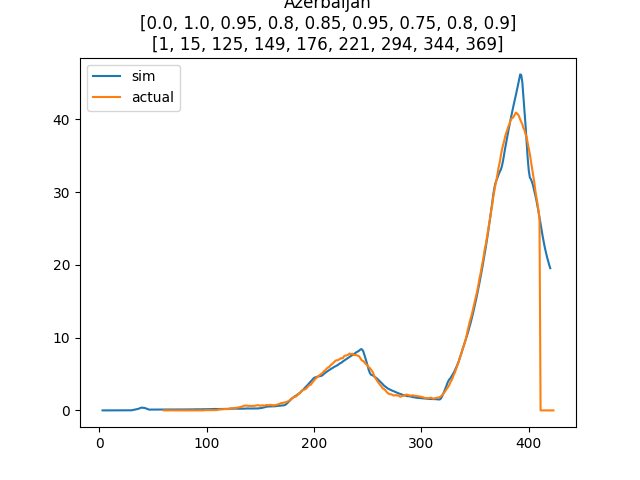 Azerbaijan
[0.0, 1.0, 0.95, 0.8, 0.85, 0.95, 0.75, 0.8, 0.9]
[1, 15, 125, 149, 176, 221, 294, 344, 369]
sim
actual
40
30
20
10
0
0 100 200 300 400